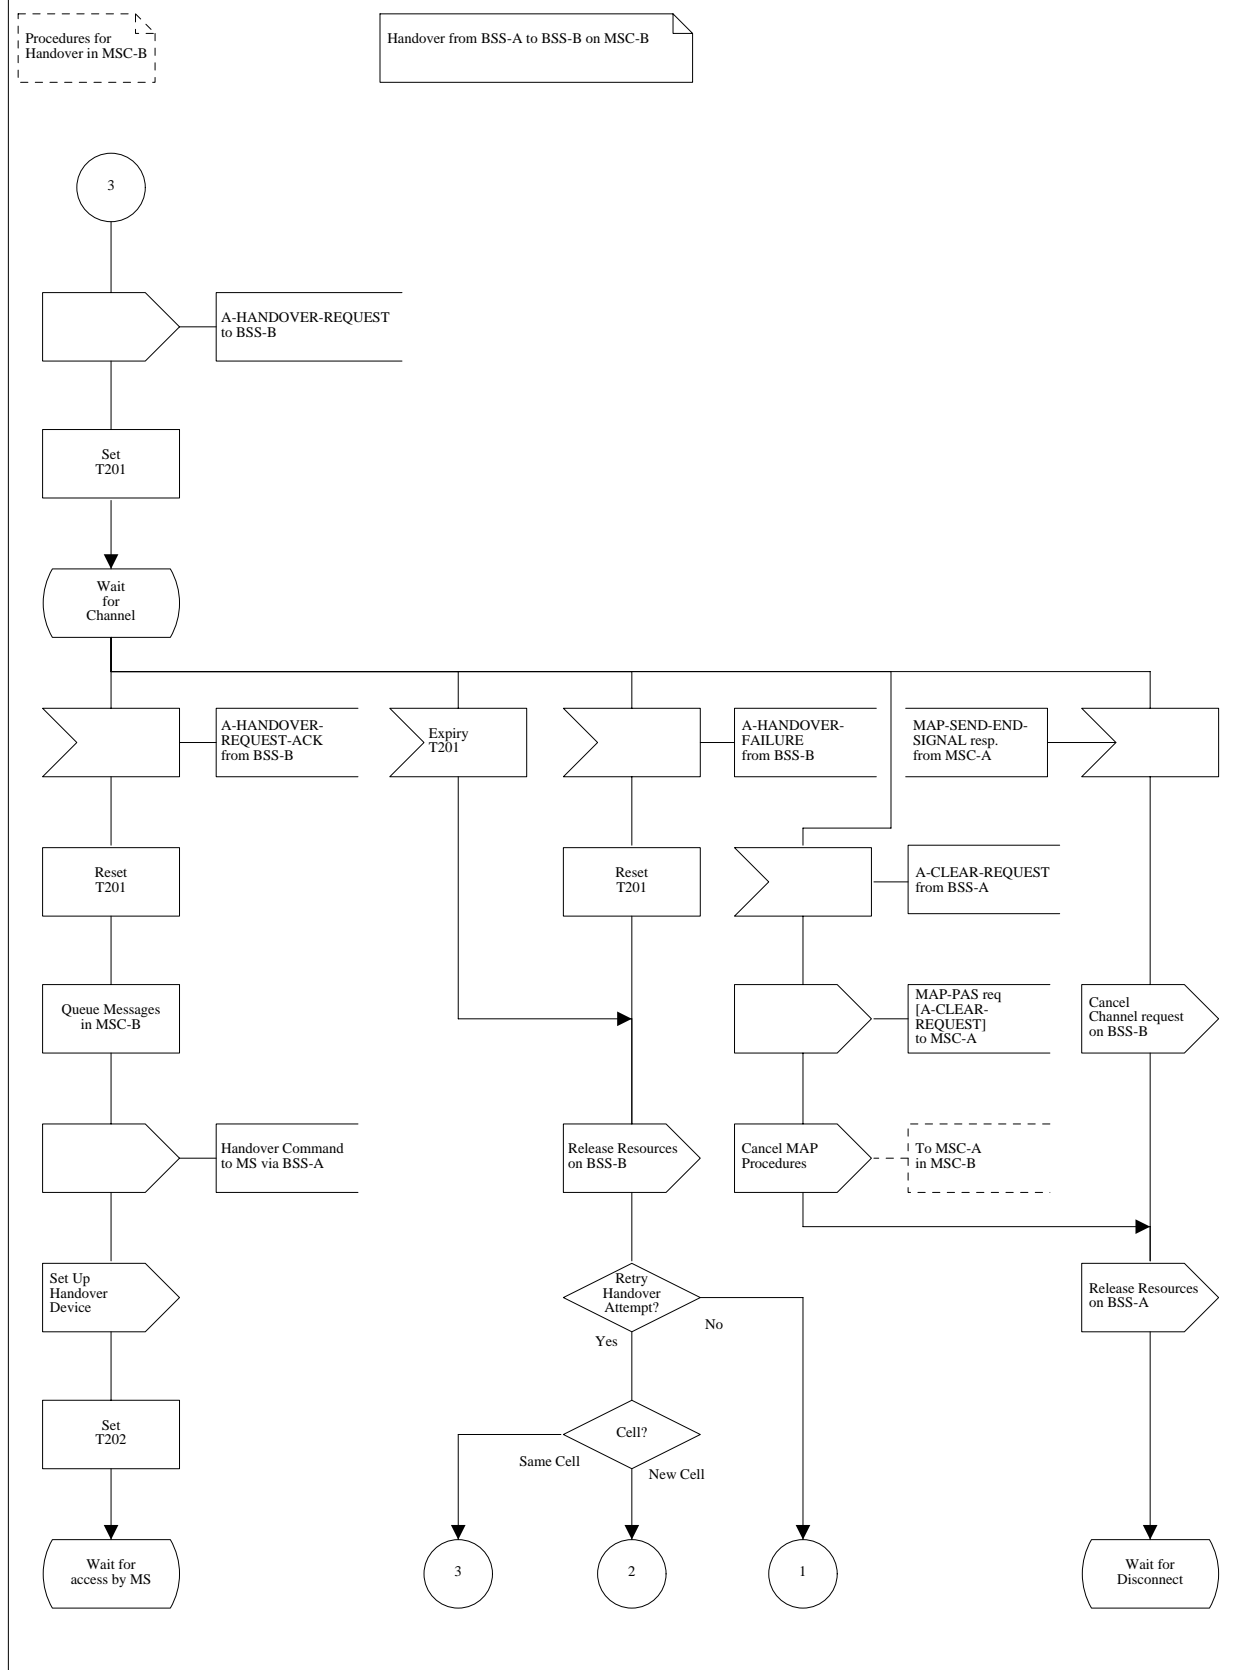 Procedures for
Handover in MSC-B
Handover from BSS-A to BSS-B on MSC-B
3
A-HANDOVER-REQUEST
to BSS-B
Set
T201
Wait
for
Channel
A-HANDOVER-
REQUEST-ACK
from BSS-B
Expiry
T201
A-HANDOVER-
FAILURE
from BSS-B
MAP-SEND-END-
SIGNAL resp.
from MSC-A
Reset
T201
Reset
T201
A-CLEAR-REQUEST
from BSS-A
Queue Messages
in MSC-B
MAP-PAS req
[A-CLEAR-
REQUEST]
to MSC-A
Cancel
Channel request
on BSS-B
Handover Command
to MS via BSS-A
Release Resources
on BSS-B
Cancel MAP
Procedures
To MSC-A
in MSC-B
Set Up
Handover
Device
Retry
Handover
Attempt?
Release Resources
on BSS-A
No
Yes
Set
T202
Cell?
Same Cell
New Cell
Wait for
access by MS
3
2
1
Wait for
Disconnect